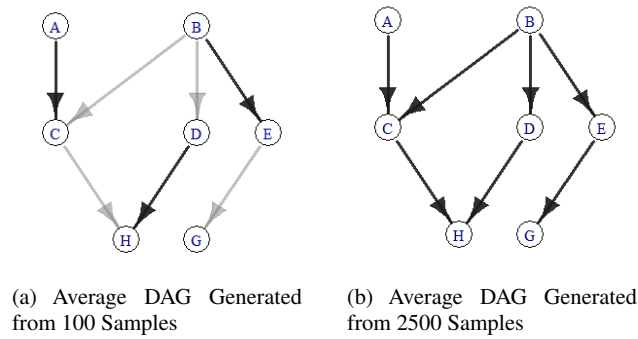 A B A B
C D E C D E
H G H G
(a) Average DAG Generated
from 100 Samples
(b) Average DAG Generated
from 2500 Samples